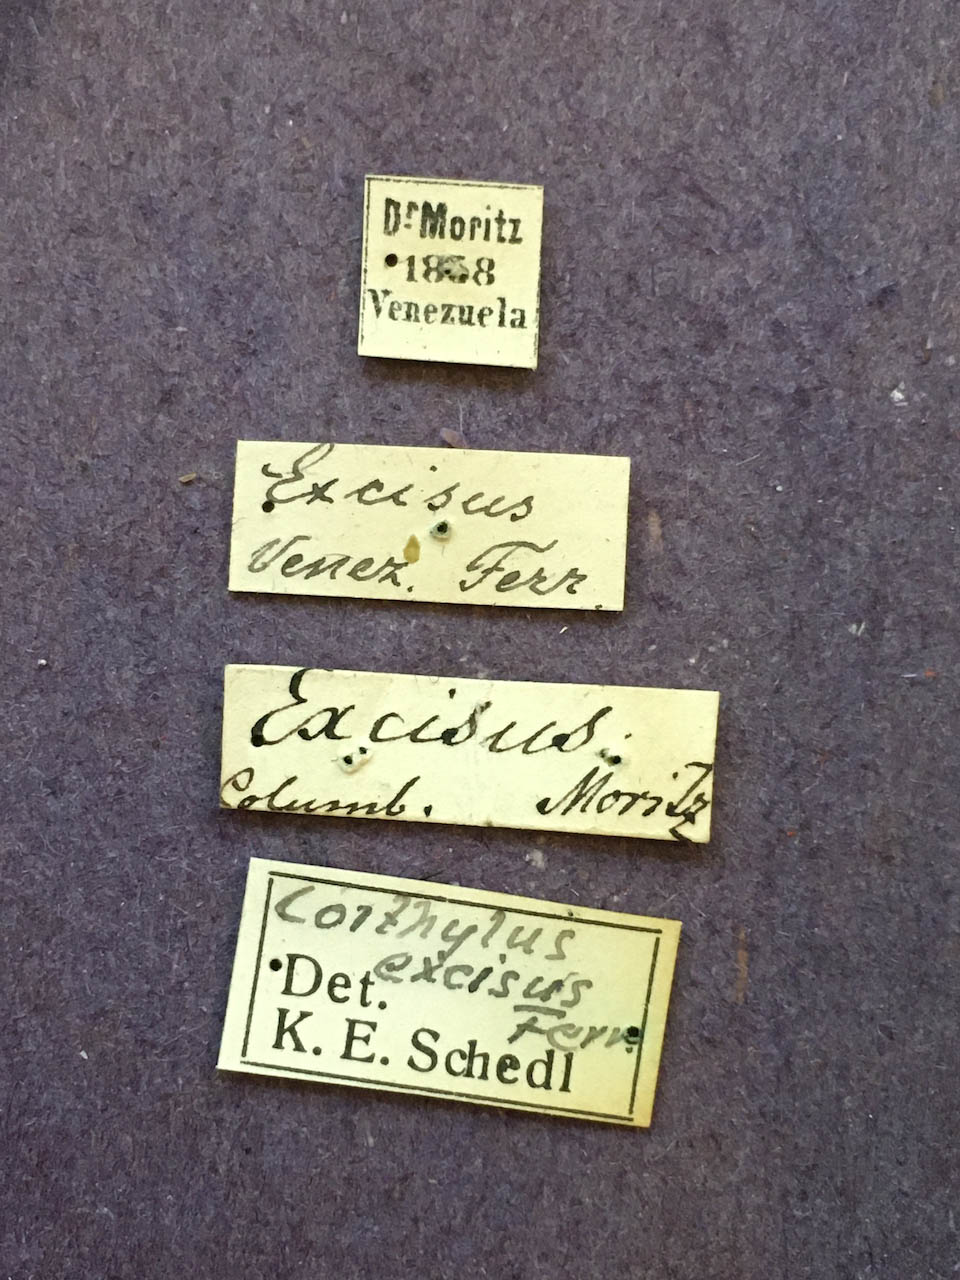 Dr Moritz
1858
Venezuela
Excisus
Venez. Ferr.
Excisus.
Columb. Moritz
Corthylus
excisus
Det.
Ferr.
K. E. Schedl